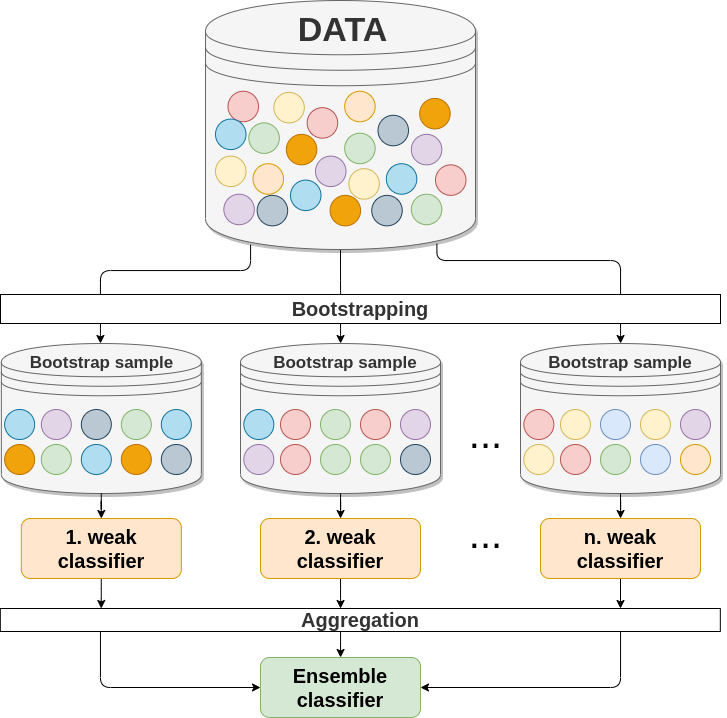 DATA
Bootstrapping
Bootstrap sample
Bootstrap sample
Bootstrap sample
...
1. weak
classifier
2. weak
classifier
...
n. weak
classifier
Aggregation
Ensemble
classifier